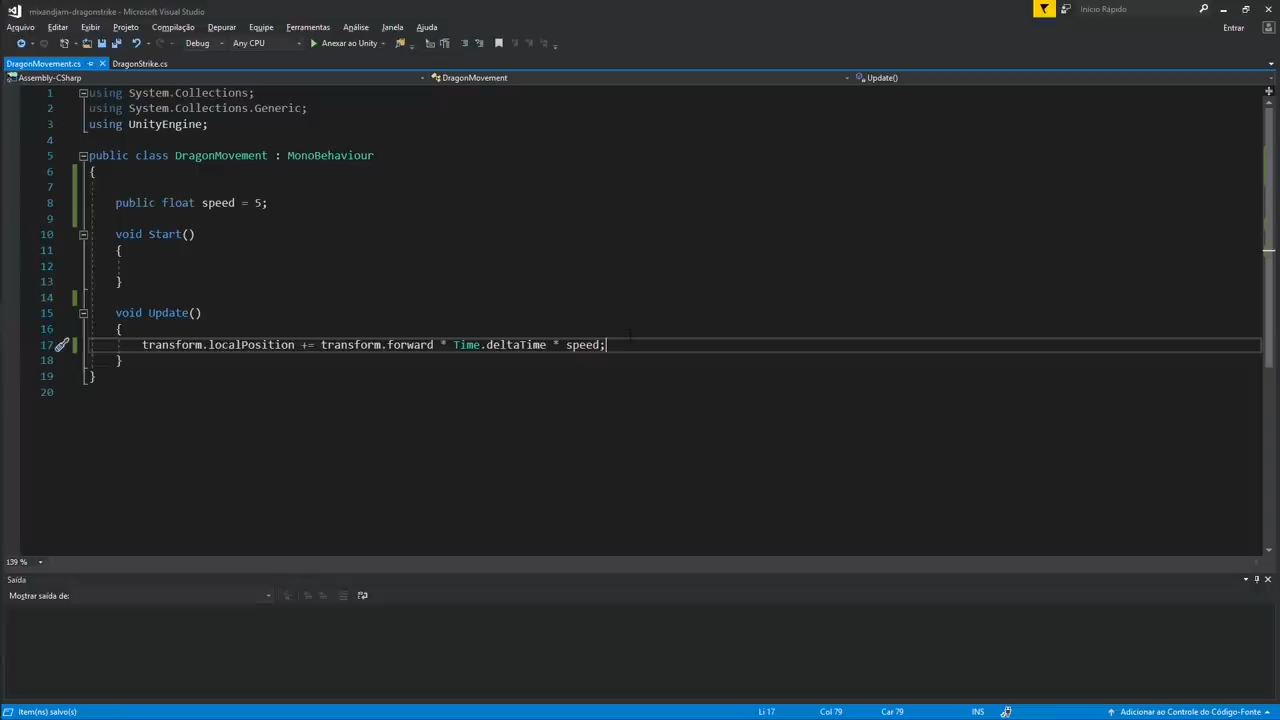 mixandjam-dragonstrike - Microsoft Visual Studio
Início Rápido
Arquivo Editar Exibir Projeto Compilação Depurar Equipe Ferramentas Análise Janela Ajuda
Entrar
Debug Any CPU Anexar ao Unity
DragonMovement.cs DragonStrike.cs
Assembly-CSharp DragonMovement Update()
1 using System.Collections;
2 using System.Collections.Generic;
3 using UnityEngine;
4
5 public class DragonMovement : MonoBehaviour
6 {
7
8 public float speed = 5;
9
10 void Start()
11 {
12
13 }
14
15 void Update()
16 {
17 transform.localPosition += transform.forward * Time.deltaTime * speed;
18 }
19 }
20
139 %
Saída
Mostrar saída de:
Item(ns) salvo(s) Li 17 Col 79 Car 79 INS Adicionar ao Controle do Código-Fonte